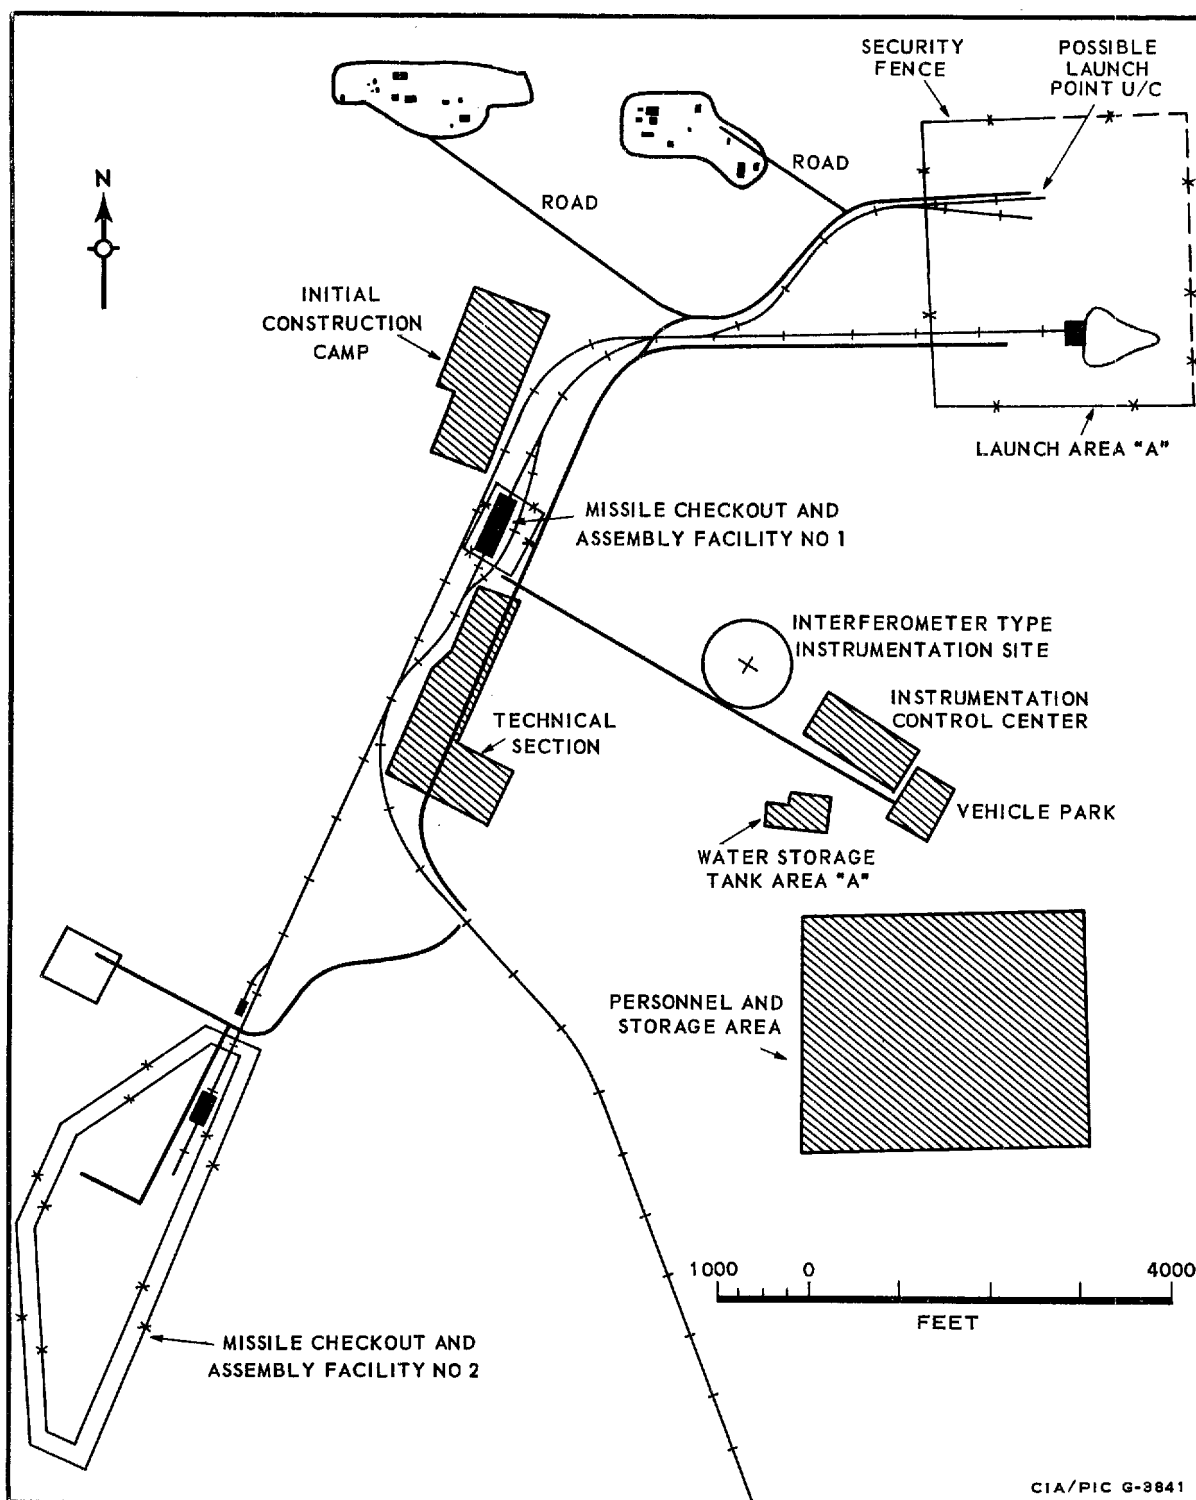 SECURITY
FENCE
POSSIBLE
LAUNCH
POINT U/C
ROAD
ROAD
N
INITIAL
CONSTRUCTION
CAMP
LAUNCH AREA "A"
MISSILE CHECKOUT AND
ASSEMBLY FACILITY NO 1
INTERFEROMETER TYPE
INSTRUMENTATION SITE
INSTRUMENTATION
CONTROL CENTER
TECHNICAL
SECTION
VEHICLE PARK
WATER STORAGE
TANK AREA "A"
PERSONNEL AND
STORAGE AREA
1000 0 4000
FEET
MISSILE CHECKOUT AND
ASSEMBLY FACILITY NO 2
CIA/PIC G-3841